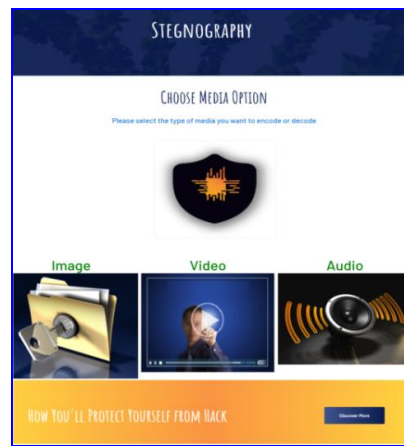 STEGNOGRAPHY
CHOOSE MEDIA OPTION
Please select the type of media you want to encode or decode
Image Video Audio
HOW YOU'LL PROTECT YOURSELF FROM HACK
Discover More